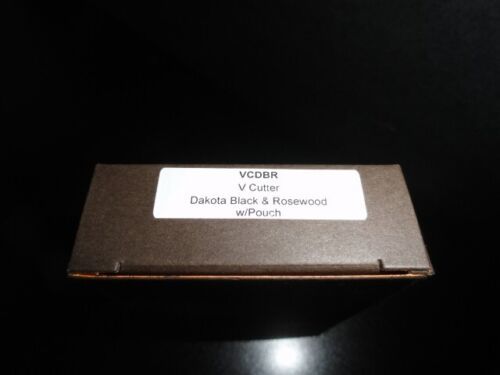 VCDBR
V Cutter
Dakota Black & Rosewood
w/Pouch